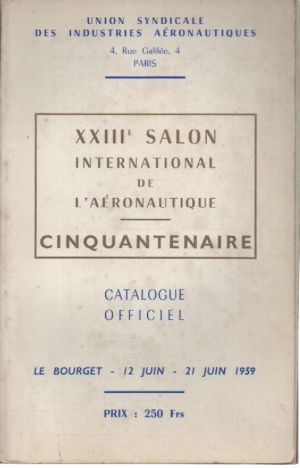 UNION SYNDICALE
DES INDUSTRIES AÉRONAUTIQUES
4, Rue Galilée, 4
PARIS
XXIIIE SALON
INTERNATIONAL
DE
L'AÉRONAUTIQUE
CINQUANTENAIRE
CATALOGUE
OFFICIEL
LE BOURGET - 12 JUIN - 21 JUIN 1959
PRIX : 250 Frs